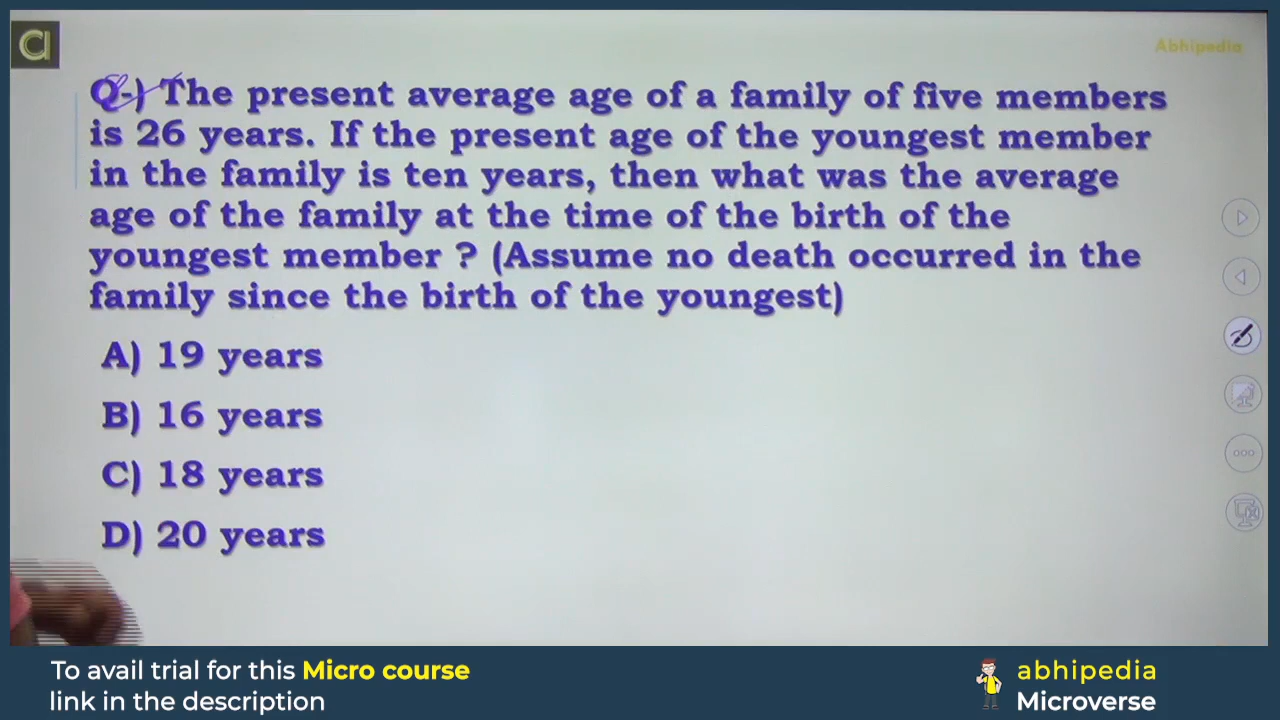 a
Abhipedia
Q-) The present average age of a family of five members
is 26 years. If the present age of the youngest member
in the family is ten years, then what was the average
age of the family at the time of the birth of the
youngest member ? (Assume no death occurred in the
family since the birth of the youngest)
A) 19 years
B) 16 years
C) 18 years
D) 20 years
To avail trial for this Micro course
link in the description
abhipedia
Microverse